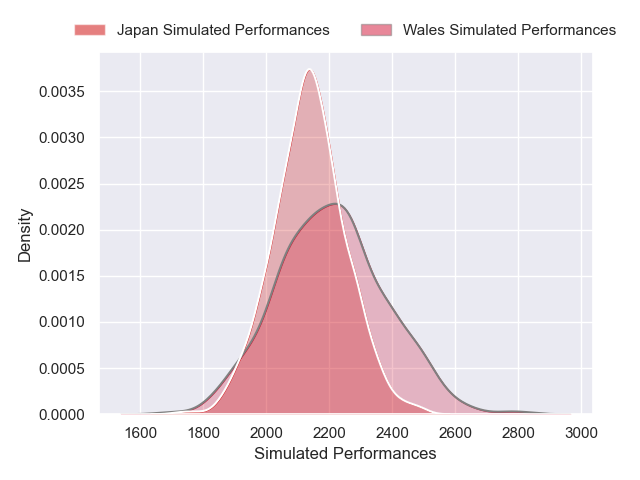 Japan Simulated Performances Wales Simulated Performances
0.0035
0.0030
0.0025
0.0020
0.0015
0.0010
0.0005
0.0000
Density
1600 1800 2000 2200 2400 2600 2800 3000
Simulated Performances